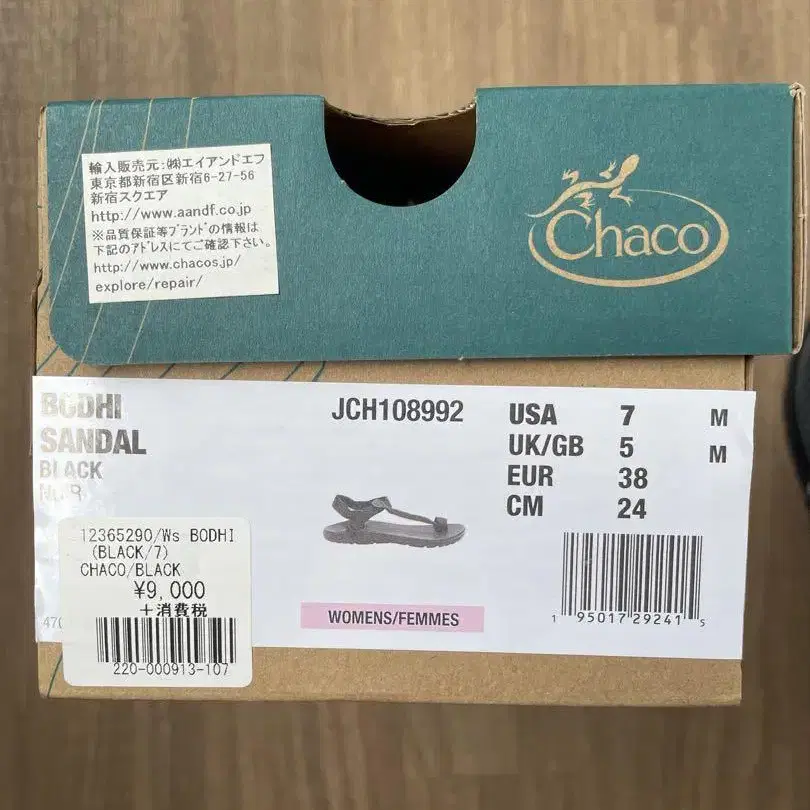 輸入販売元:㈱エイアンドエフ
東京都新宿区新宿6-27-56
新宿スクエア
http://www.aandf.co.jp
※品質保証等ブランドの情報は
下記のアドレスにてご確認下さい。
http://www.chacos.jp/
explore/repair/
Chaco
BODHI
SANDAL
BLACK
NOIR
JCH108992
USA 7 M
UK/GB 5 M
EUR 38
CM 24
WOMENS/FEMMES
1 95017 29241 5
12365290/Ws BODHI
(BLACK/7)
CHACO/BLACK
¥9,000
+消費税
220-000913-107